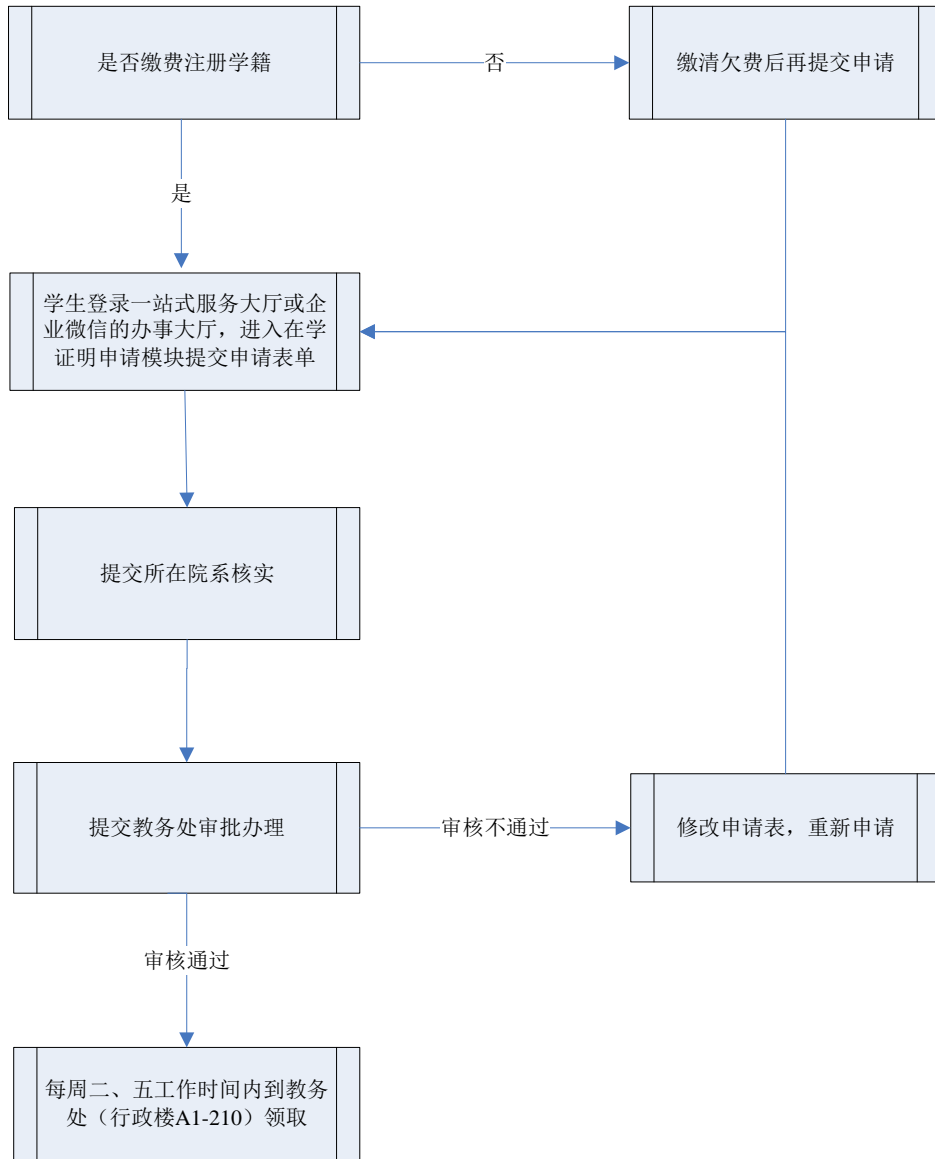 是否缴费注册学籍
否
缴清欠费后再提交申请
是
学生登录一站式服务大厅或企
业微信的办事大厅，进入在学
证明申请模块提交申请表单
提交所在院系核实
提交教务处审批办理
审核不通过
修改申请表，重新申请
审核通过
每周二、五工作时间内到教务
处（行政楼A1-210）领取